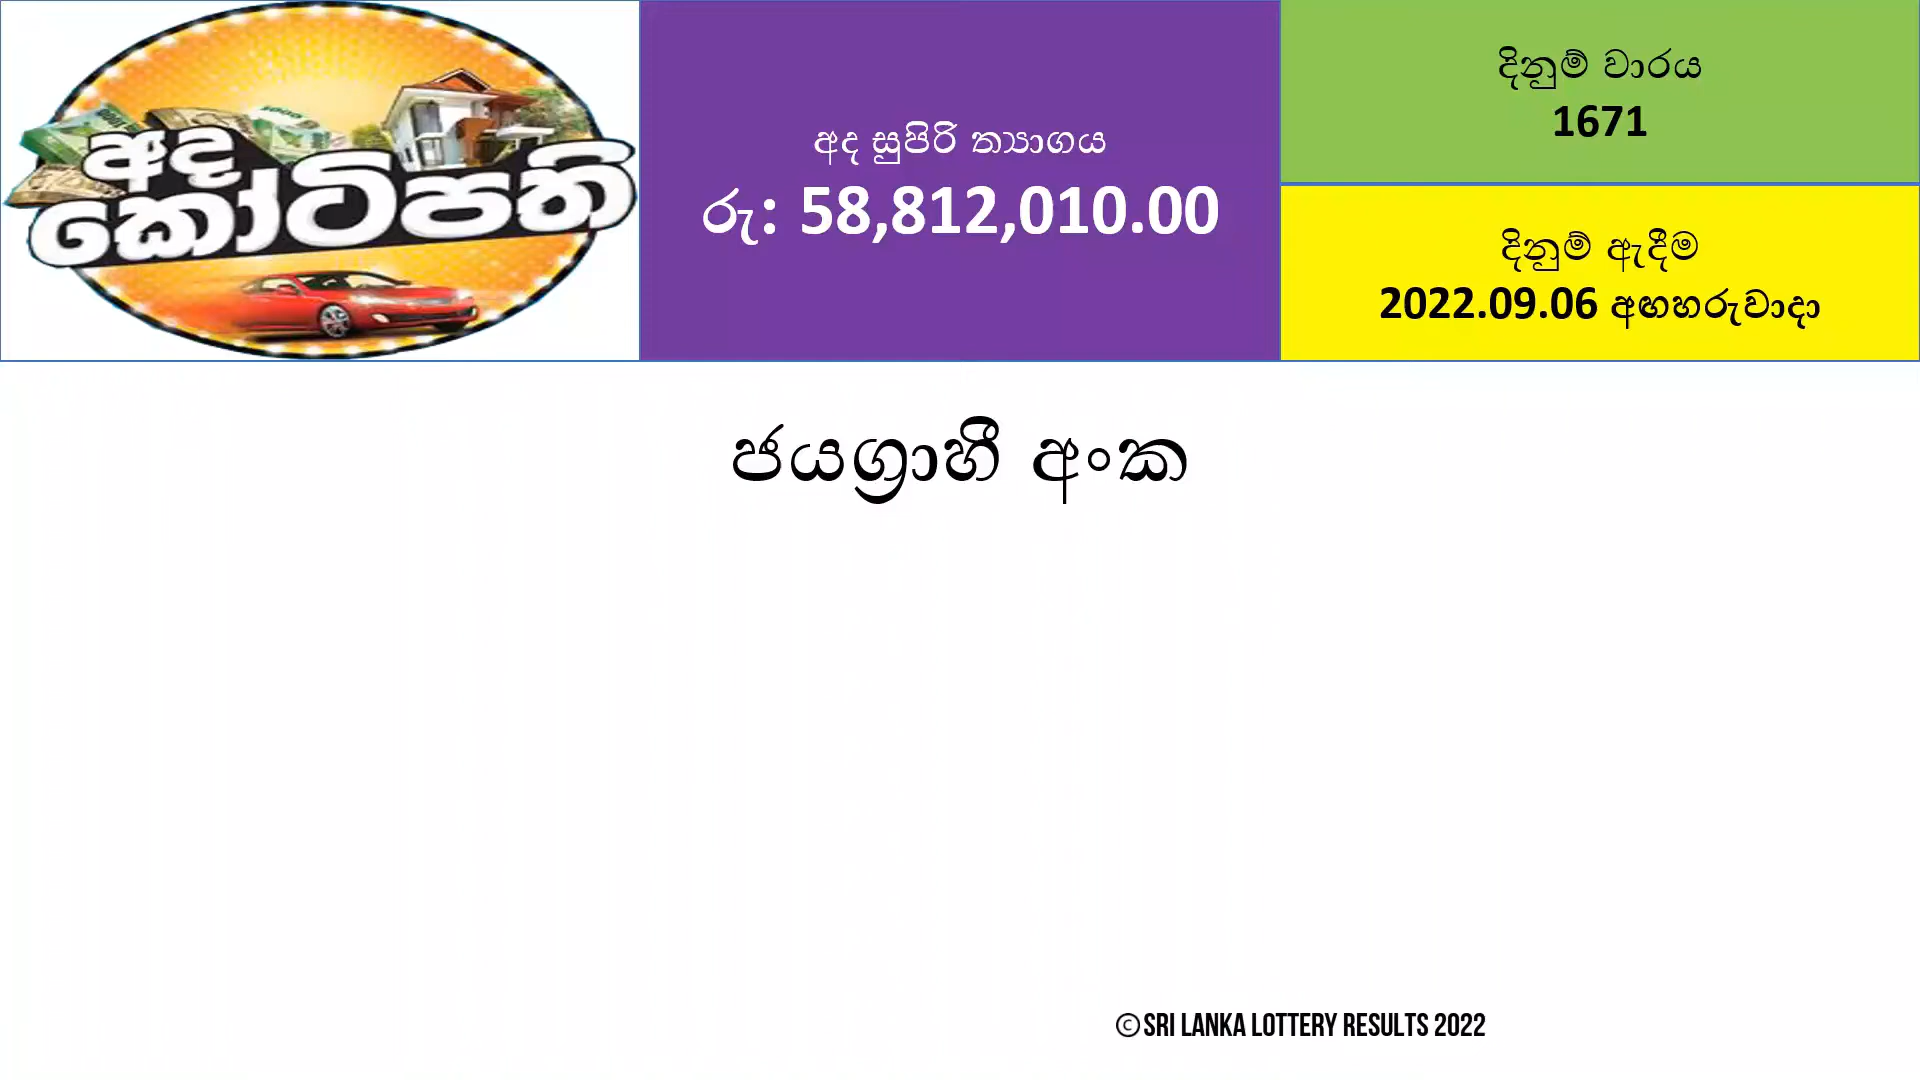 අද
කෝටිපති
අද සුපිරි ත්‍යාගය
රු: 58,812,010.00
දිනුම් වාරය
1671
දිනුම් ඇදීම
2022.09.06 අඟහරුවාදා
ජයග්‍රාහී අංක
©SRI LANKA LOTTERY RESULTS 2022